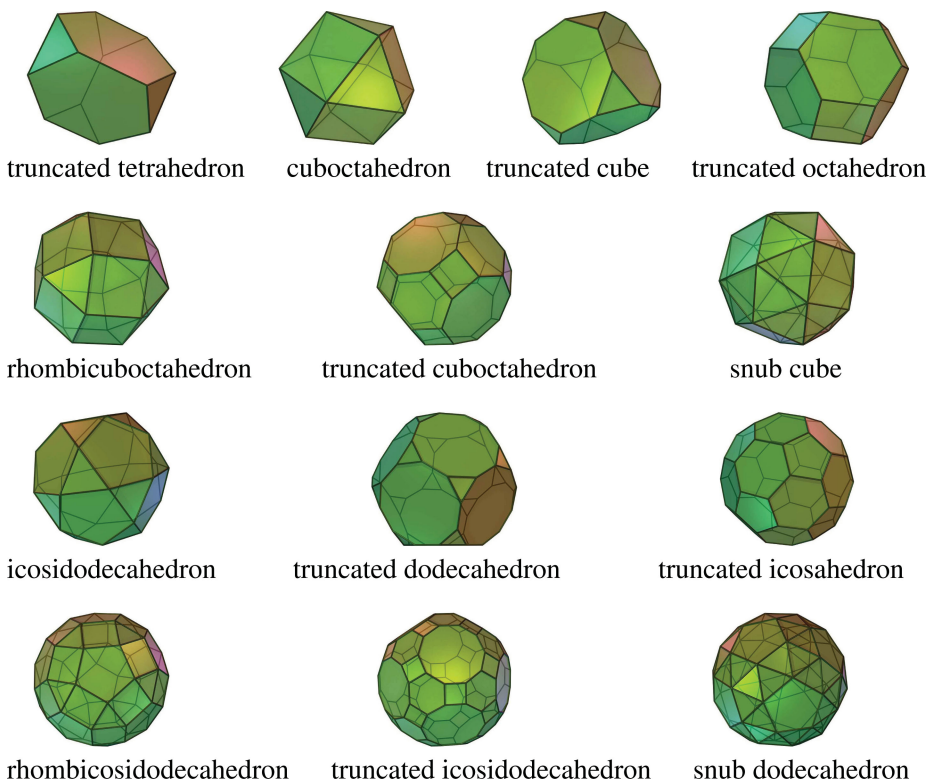 truncated tetrahedron cuboctahedron truncated cube truncated octahedron
rhombicuboctahedron truncated cuboctahedron snub cube
icosidodecahedron truncated dodecahedron truncated icosahedron
rhombicosidodecahedron truncated icosidodecahedron snub dodecahedron